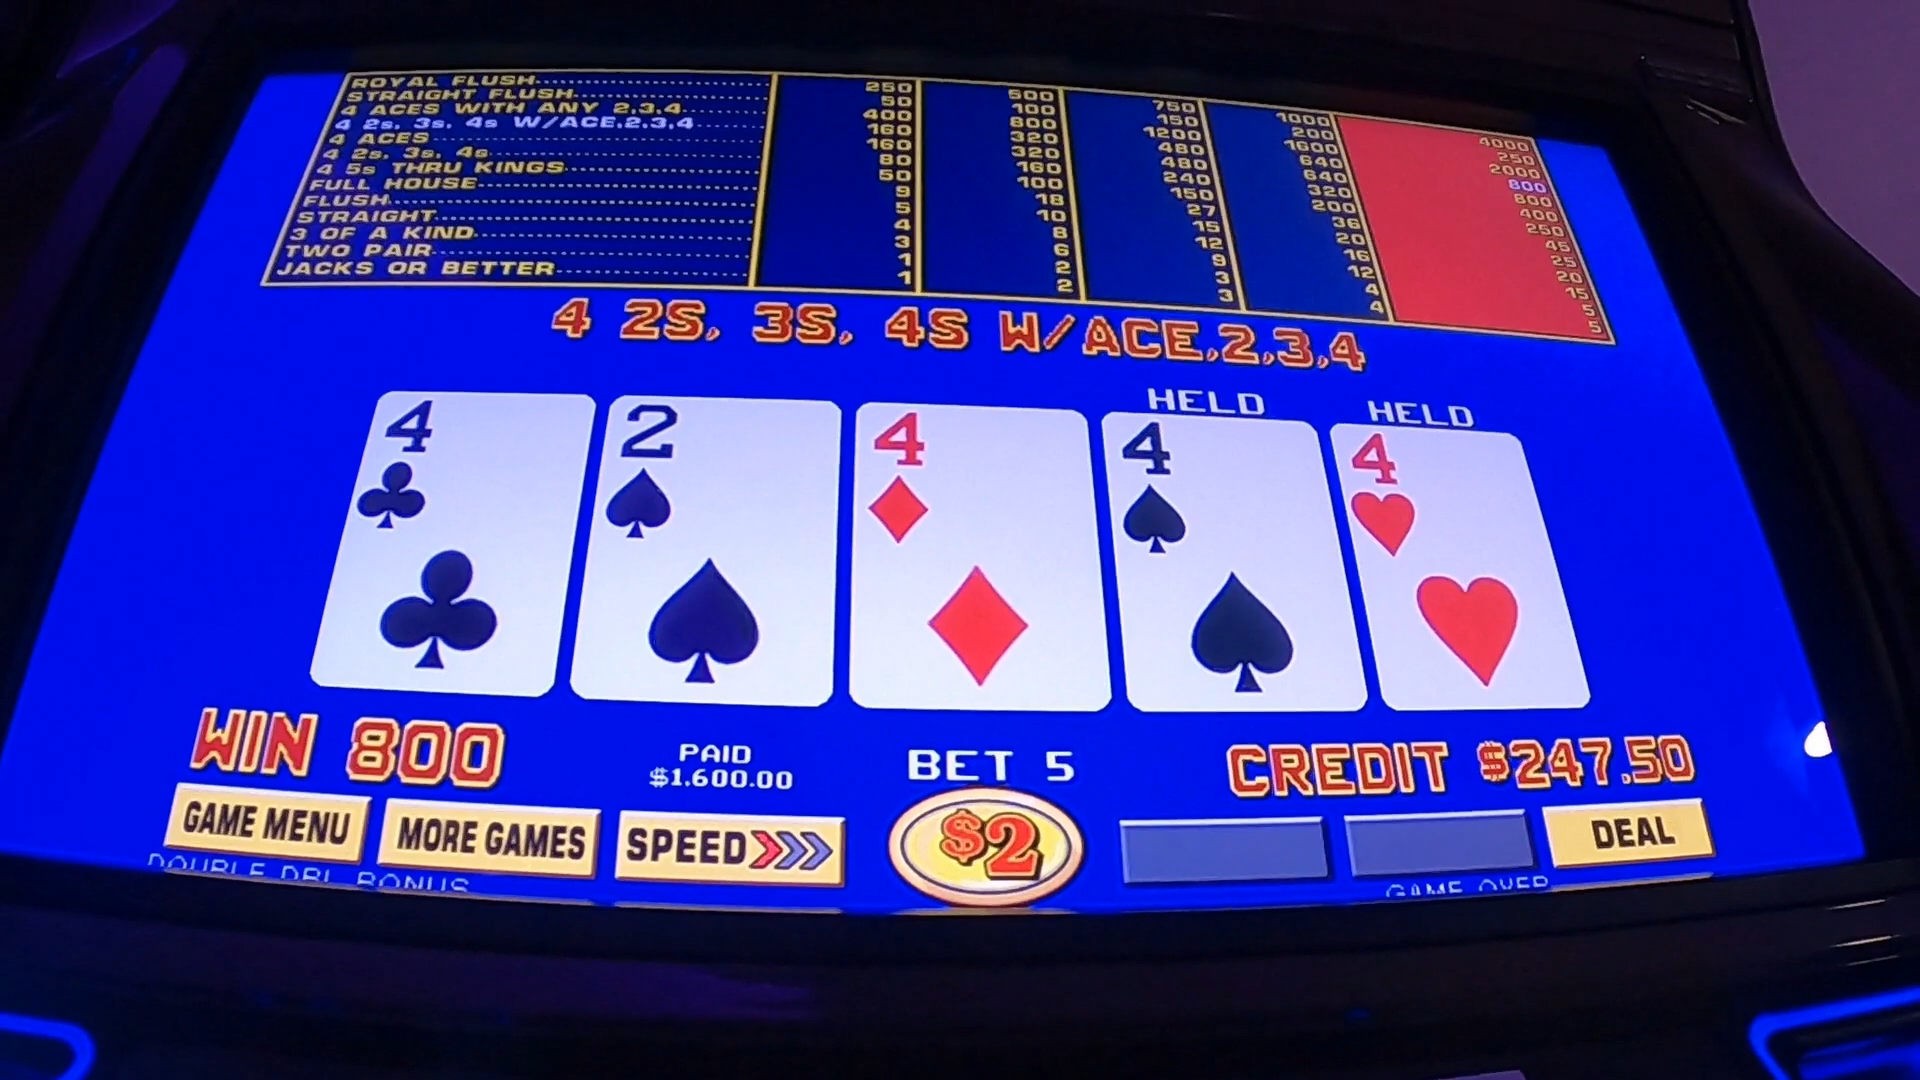 ROYAL FLUSH 250 500 750 1000 4000
STRAIGHT FLUSH 50 100 150 200 250
4 ACES WITH ANY 2,3,4 400 800 1200 1600 2000
4 2s, 3s, 4s W/ACE,2,3,4 160 320 480 640 800
4 ACES 160 320 480 640 800
4 2s, 3s, 4s 80 160 240 320 400
4 5s THRU KINGS 50 100 150 200 250
FULL HOUSE 9 18 27 36 45
FLUSH 5 10 15 20 25
STRAIGHT 4 8 12 16 20
3 OF A KIND 3 6 9 12 15
TWO PAIR 1 2 3 4 5
JACKS OR BETTER 1 2 3 4 5
4 2S, 3S, 4S W/ACE,2,3,4
HELD HELD
4 2 4 4 4
WIN 800 PAID $1,600.00 BET 5 CREDIT $247.50
GAME MENU MORE GAMES SPEED $2 DEAL
DOUBLE DBL BONUS GAME OVER